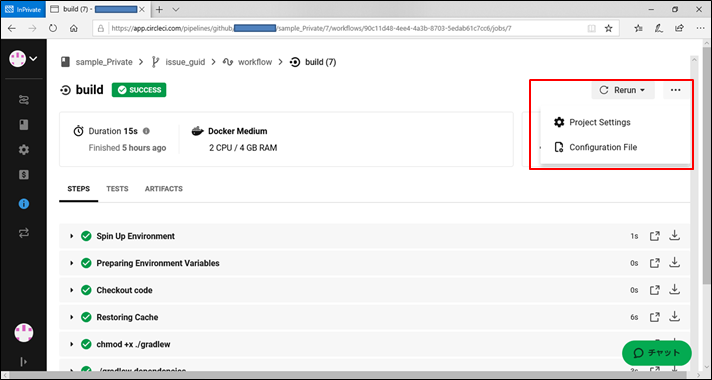 InPrivate
build (7) -
https://app.circleci.com/pipelines/github/
/sample_Private/7/workflows/90c11d48-4ee4-4a3b-8703-5edab61c7cc6/jobs/7
sample_Private > issue_guid > workflow > build (7)
build SUCCESS
Rerun
Project Settings
Configuration File
Duration 15s
Finished 5 hours ago
Docker Medium
2 CPU / 4 GB RAM
STEPS TESTS ARTIFACTS
Spin Up Environment 1s
Preparing Environment Variables 0s
Checkout code 0s
Restoring Cache 6s
chmod +x ./gradlew
チャット
./gradlew dependencies 3s